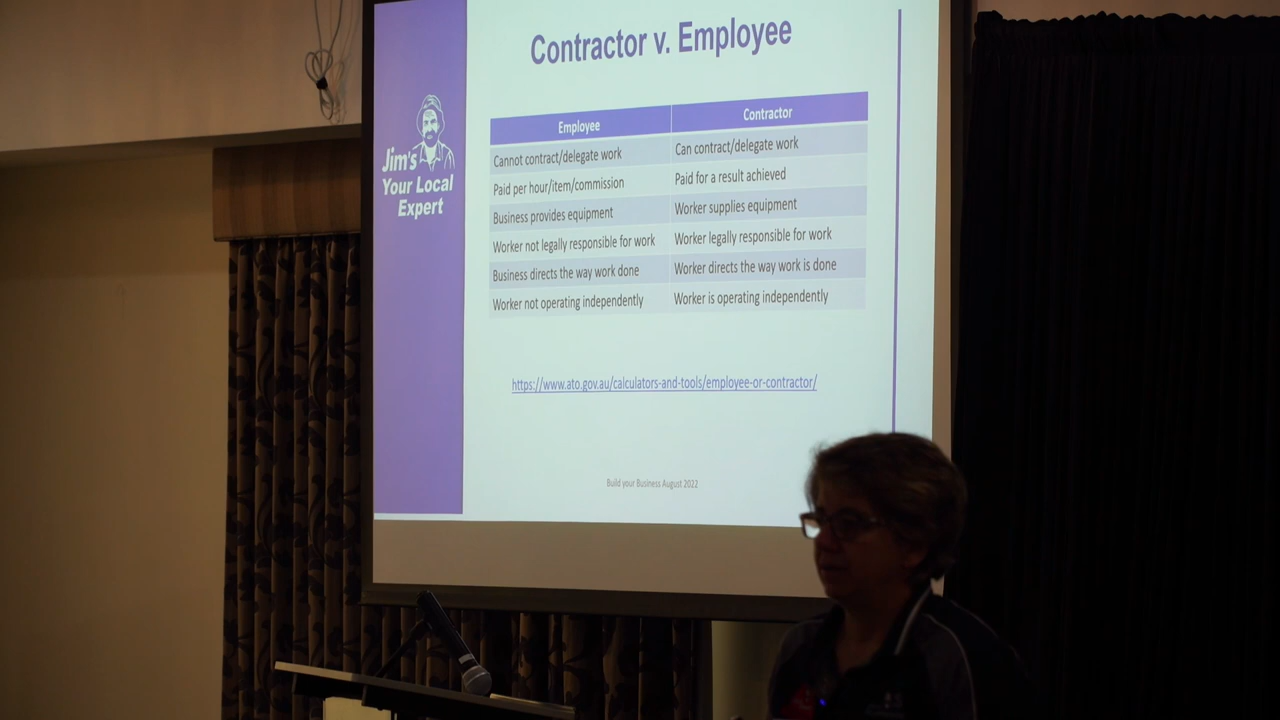 Contractor v. Employee
Jim's
Your Local
Expert
Employee Contractor
Cannot contract/delegate work Can contract/delegate work
Paid per hour/item/commission Paid for a result achieved
Business provides equipment Worker supplies equipment
Worker not legally responsible for work Worker legally responsible for work
Business directs the way work done Worker directs the way work is done
Worker not operating independently Worker is operating independently
https://www.ato.gov.au/calculators-and-tools/employee-or-contractor/
Build your Business August 2022